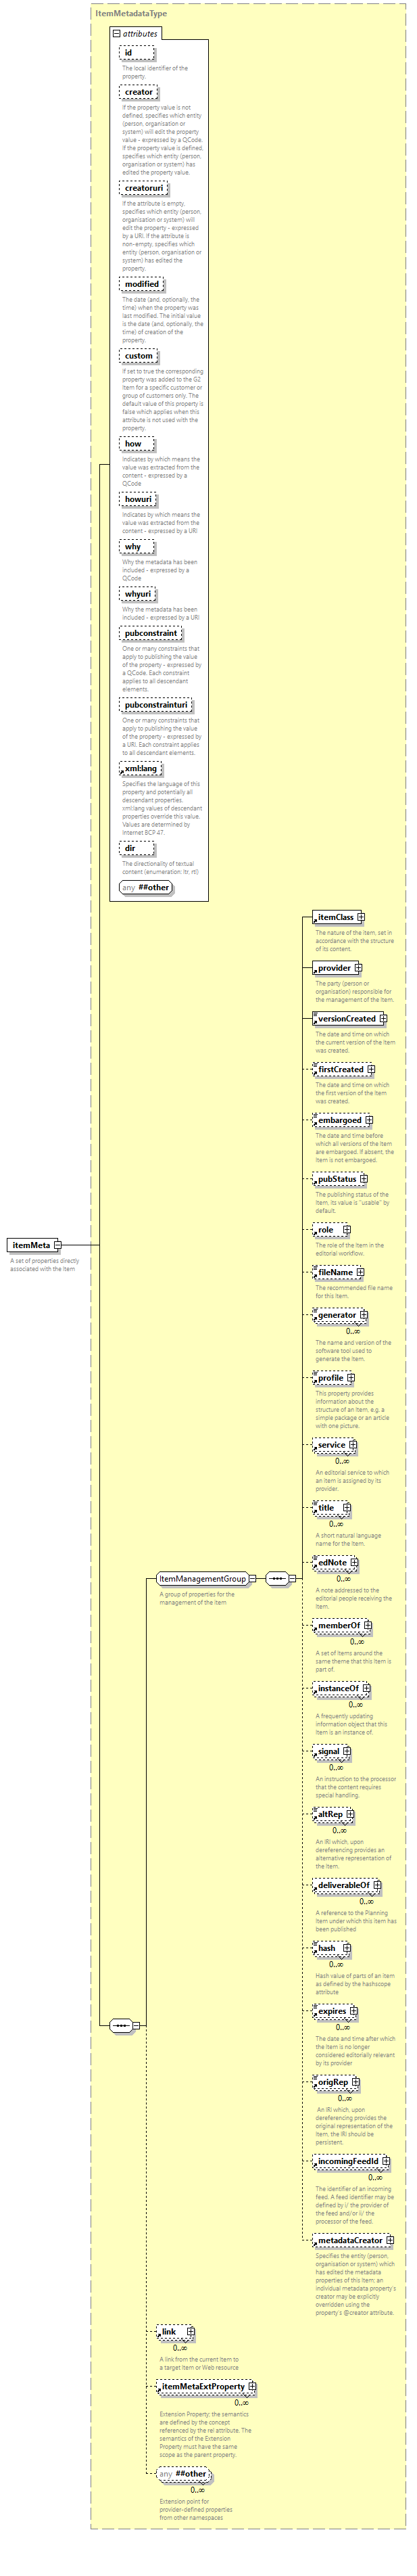 ItemMetadataType
attributes
id
The local identifier of the
property.
creator
If the property value is not
defined, specifies which entity
(person, organisation or
system) will edit the property
value - expressed by a QCode.
If the property value is defined,
specifies which entity (person,
organisation or system) has
edited the property value.
creatoruri
If the attribute is empty,
specifies which entity (person,
organisation or system) will
edit the property - expressed
by a URI. If the attribute is
non-empty, specifies which
entity (person, organisation or
system) has edited the
property.
modified
The date (and, optionally, the
time) when the property was
last modified. The initial value
is the date (and, optionally, the
time) of creation of the
property.
custom
If set to true the corresponding
property was added to the G2
Item for a specific customer or
group of customers only. The
default value of this property is
false which applies when this
attribute is not used with the
property.
how
Indicates by which means the
value was extracted from the
content - expressed by a
QCode
howuri
Indicates by which means the
value was extracted from the
content - expressed by a URI
why
Why the metadata has been
included - expressed by a
QCode
whyuri
Why the metadata has been
included - expressed by a URI
pubconstraint
One or many constraints that
apply to publishing the value
of the property - expressed by
a QCode. Each constraint
applies to all descendant
elements.
pubconstrainturi
One or many constraints that
apply to publishing the value
of the property - expressed by
a URI. Each constraint applies
to all descendant elements.
xml:lang
Specifies the language of this
property and potentially all
descendant properties.
xml:lang values of descendant
properties override this value.
Values are determined by
Internet BCP 47.
dir
The directionality of textual
content (enumeration: ltr, rtl)
any ##other
itemClass
The nature of the Item, set in
accordance with the structure
of its content.
provider
The party (person or
organisation) responsible for
the management of the Item.
versionCreated
The date and time on which
the current version of the Item
was created.
firstCreated
The date and time on which
the first version of the Item
was created.
embargoed
The date and time before
which all versions of the Item
are embargoed. If absent, the
Item is not embargoed.
pubStatus
The publishing status of the
Item, its value is "usable" by
default.
role
The role of the Item in the
editorial workflow.
fileName
The recommended file name
for this Item.
generator
0..∞
The name and version of the
software tool used to
generate the Item.
profile
This property provides
information about the
structure of an Item, e.g. a
simple package or an article
with one picture.
service
0..∞
An editorial service to which
an Item is assigned by its
provider.
title
0..∞
A short natural language
name for the Item.
edNote
0..∞
A note addressed to the
editorial people receiving the
Item.
memberOf
0..∞
A set of Items around the
same theme that this Item is
part of.
instanceOf
0..∞
A frequently updating
information object that this
Item is an instance of.
signal
0..∞
An instruction to the processor
that the content requires
special handling.
altRep
0..∞
An IRI which, upon
dereferencing provides an
alternative representation of
the Item.
deliverableOf
0..∞
A reference to the Planning
Item under which this item has
been published
hash
0..∞
Hash value of parts of an item
as defined by the hashscope
attribute
expires
0..∞
The date and time after which
the Item is no longer
considered editorially relevant
by its provider
origRep
0..∞
An IRI which, upon
dereferencing provides the
original representation of the
Item; the IRI should be
persistent.
incomingFeedId
0..∞
The identifier of an incoming
feed. A feed identifier may be
defined by i/ the provider of
the feed and/or ii/ the
processor of the feed.
metadataCreator
Specifies the entity (person,
organisation or system) which
has edited the metadata
properties of this Item; an
individual metadata property's
creator may be explicitly
overridden using the
property's @creator attribute.
itemMeta
A set of properties directly
associated with the Item
ItemManagementGroup
A group of properties for the
management of the item
link
0..∞
A link from the current Item to
a target Item or Web resource
itemMetaExtProperty
0..∞
Extension Property; the semantics
are defined by the concept
referenced by the rel attribute. The
semantics of the Extension
Property must have the same
scope as the parent property.
any ##other
0..∞
Extension point for
provider-defined properties
from other namespaces